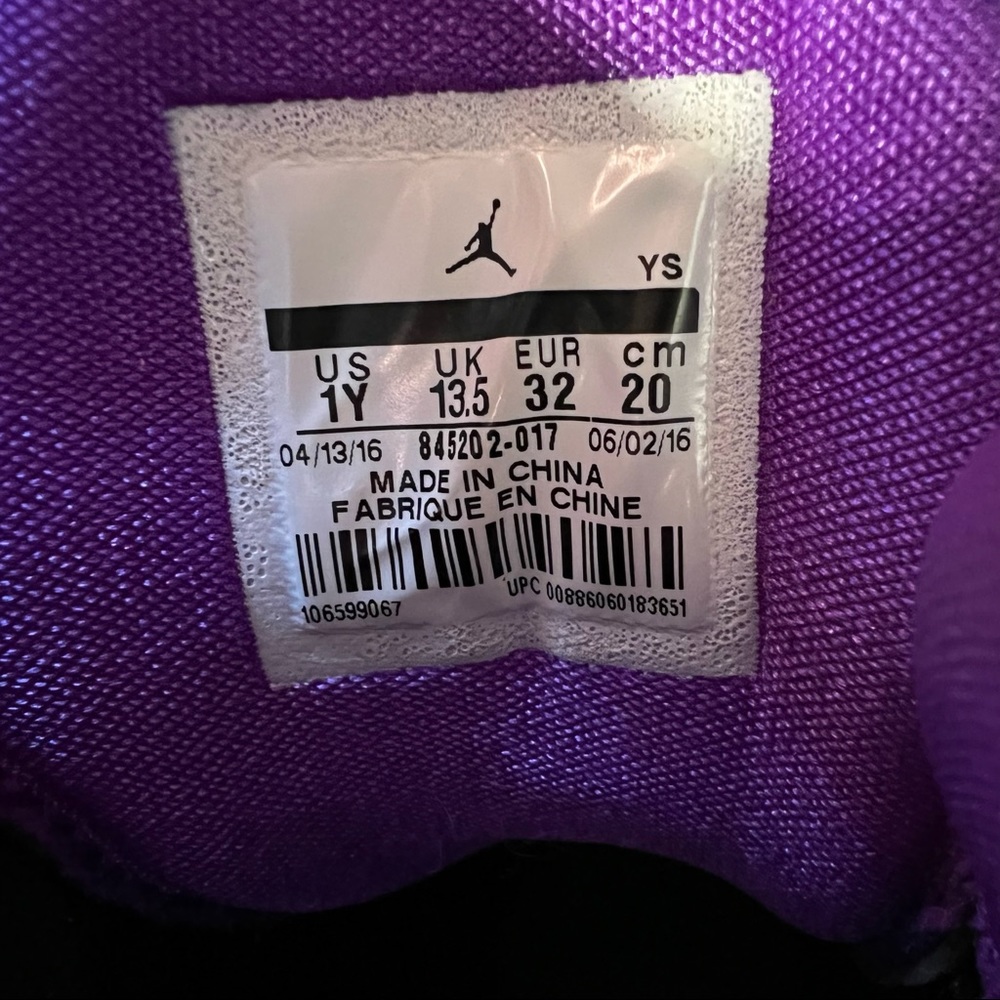 YS
US UK EUR cm
1Y 13.5 32 20
04/13/16 845202-017 06/02/16
MADE IN CHINA
FABRIQUE EN CHINE
106599067 UPC 00886060183651